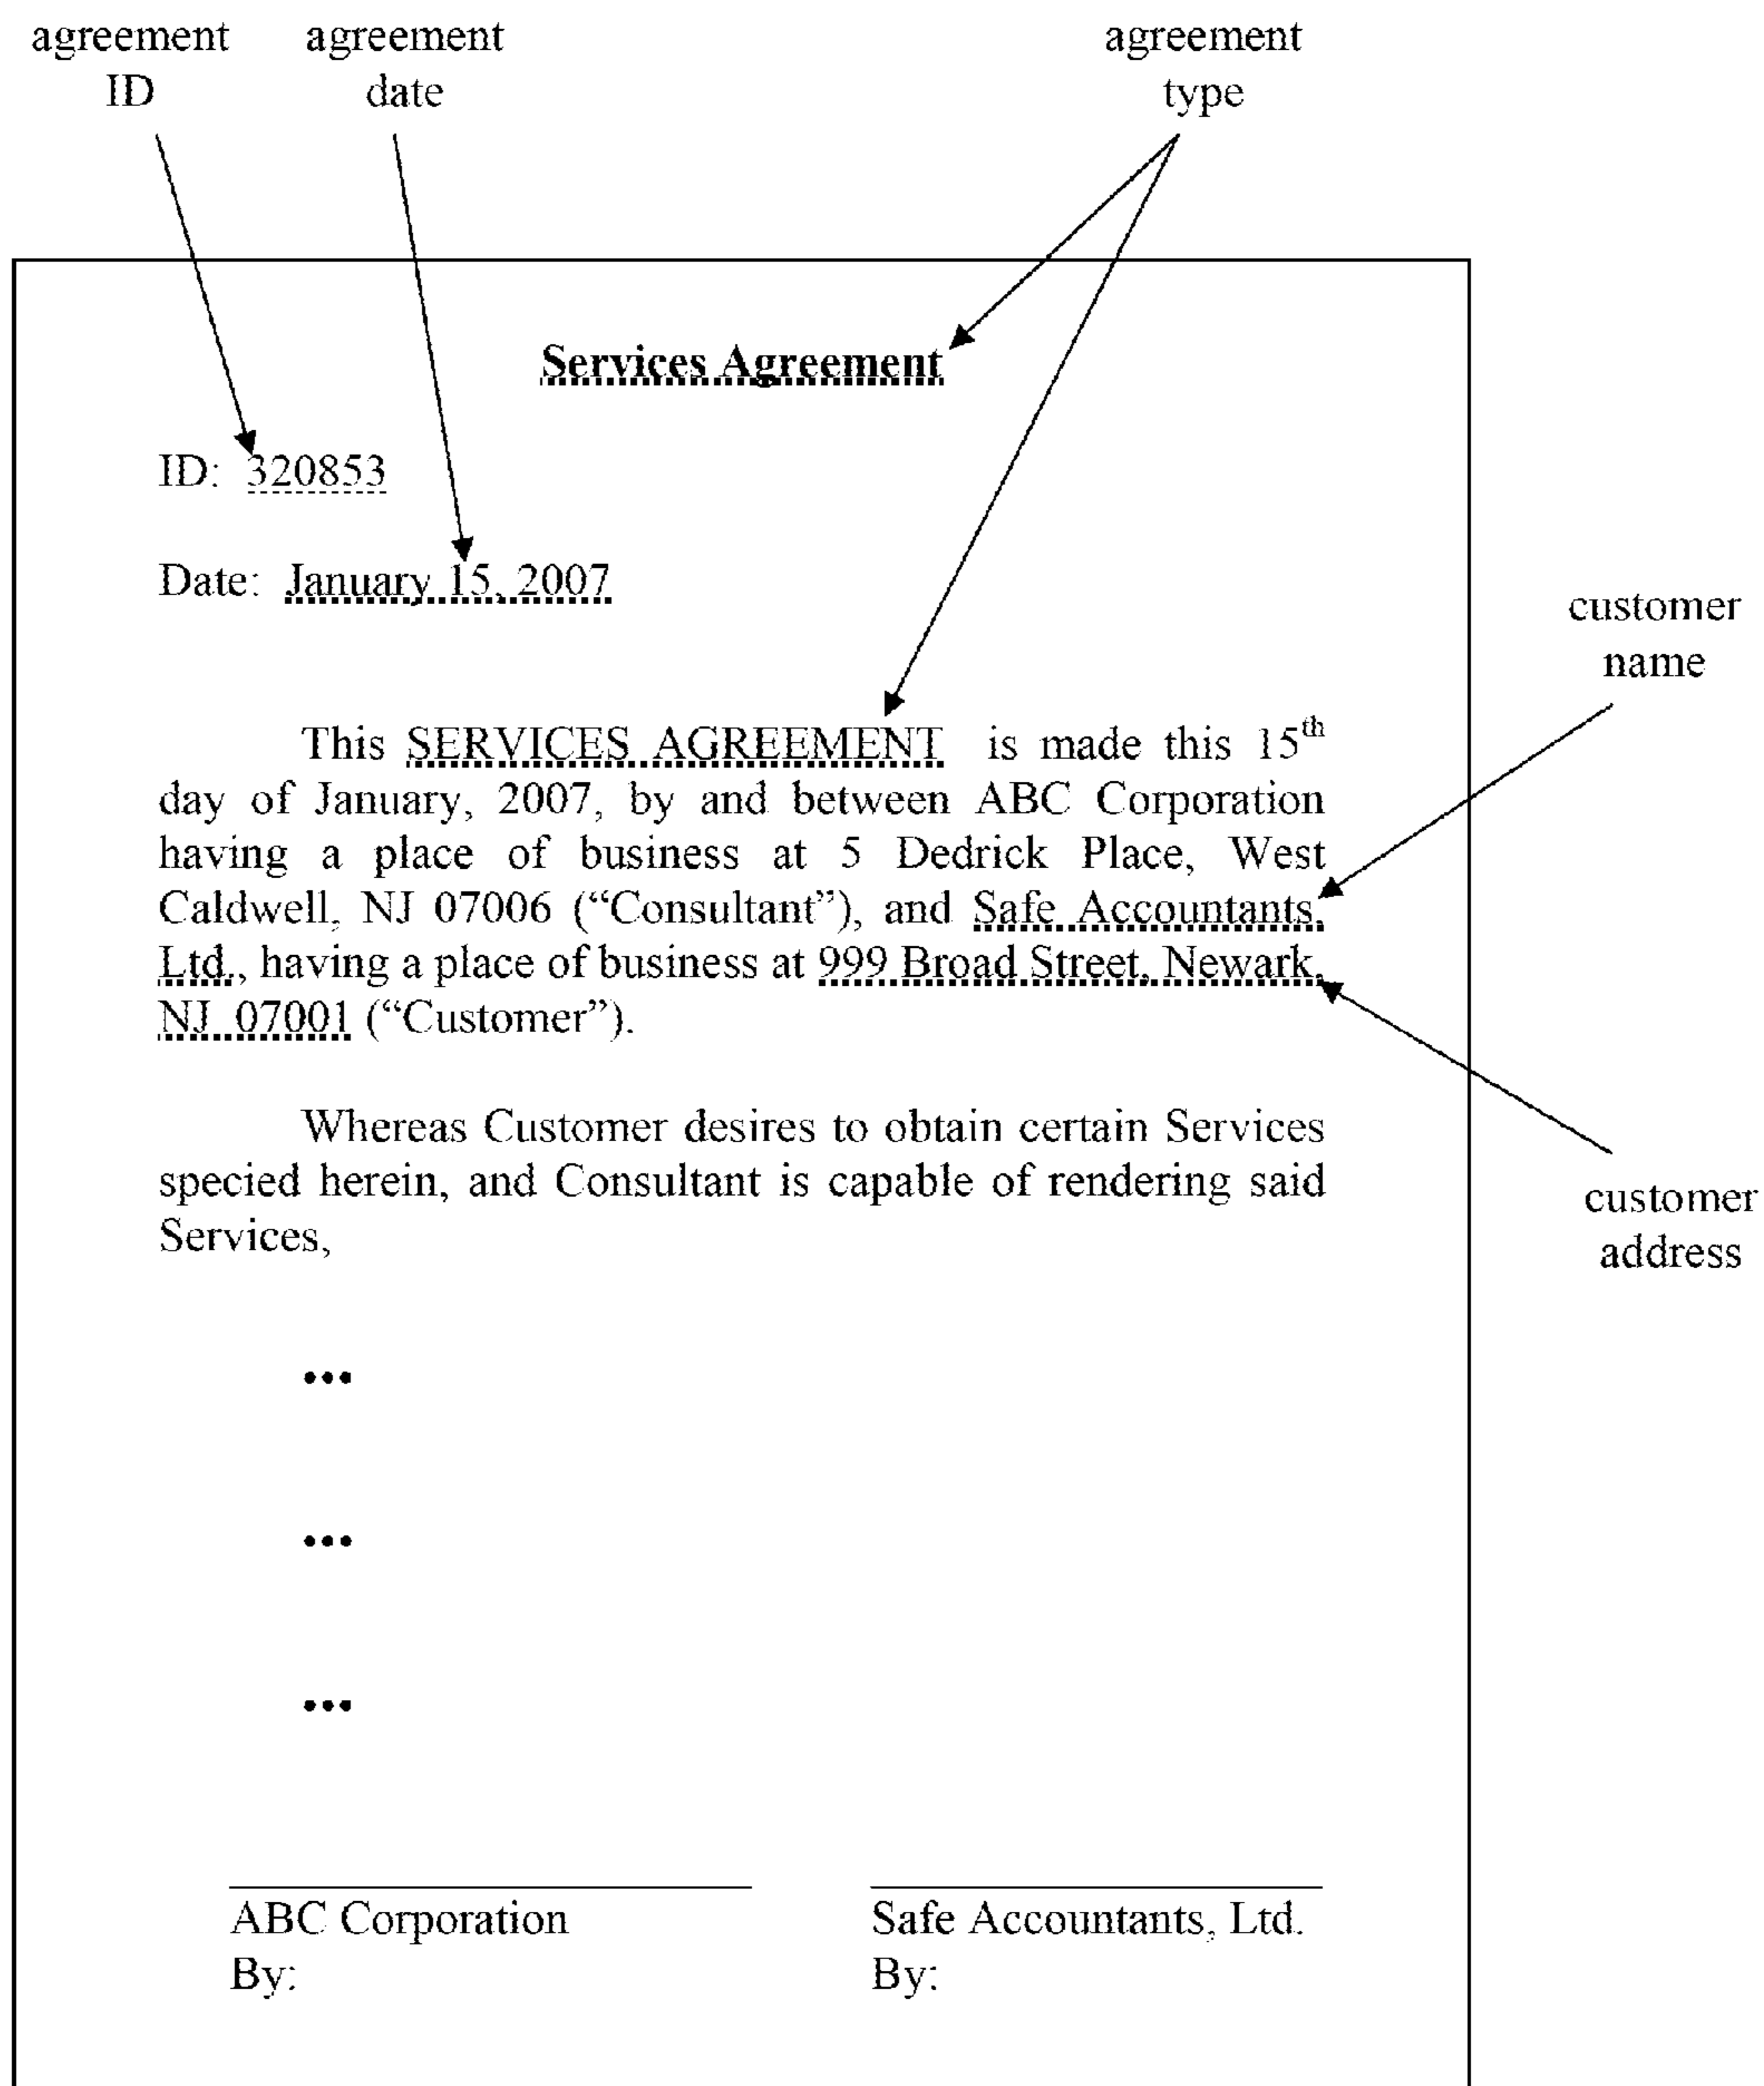 agreement ID
agreement date
agreement type
Services Agreement
ID: 320853
Date: January 15, 2007
customer name
This SERVICES AGREEMENT is made this 15th
day of January, 2007, by and between ABC Corporation
having a place of business at 5 Dedrick Place, West
Caldwell, NJ 07006 (“Consultant”), and Safe Accountants,
Ltd., having a place of business at 999 Broad Street, Newark,
NJ 07001 (“Customer”).
Whereas Customer desires to obtain certain Services
specied herein, and Consultant is capable of rendering said
Services,
customer address
•••
•••
•••
ABC Corporation
By:
Safe Accountants, Ltd.
By: